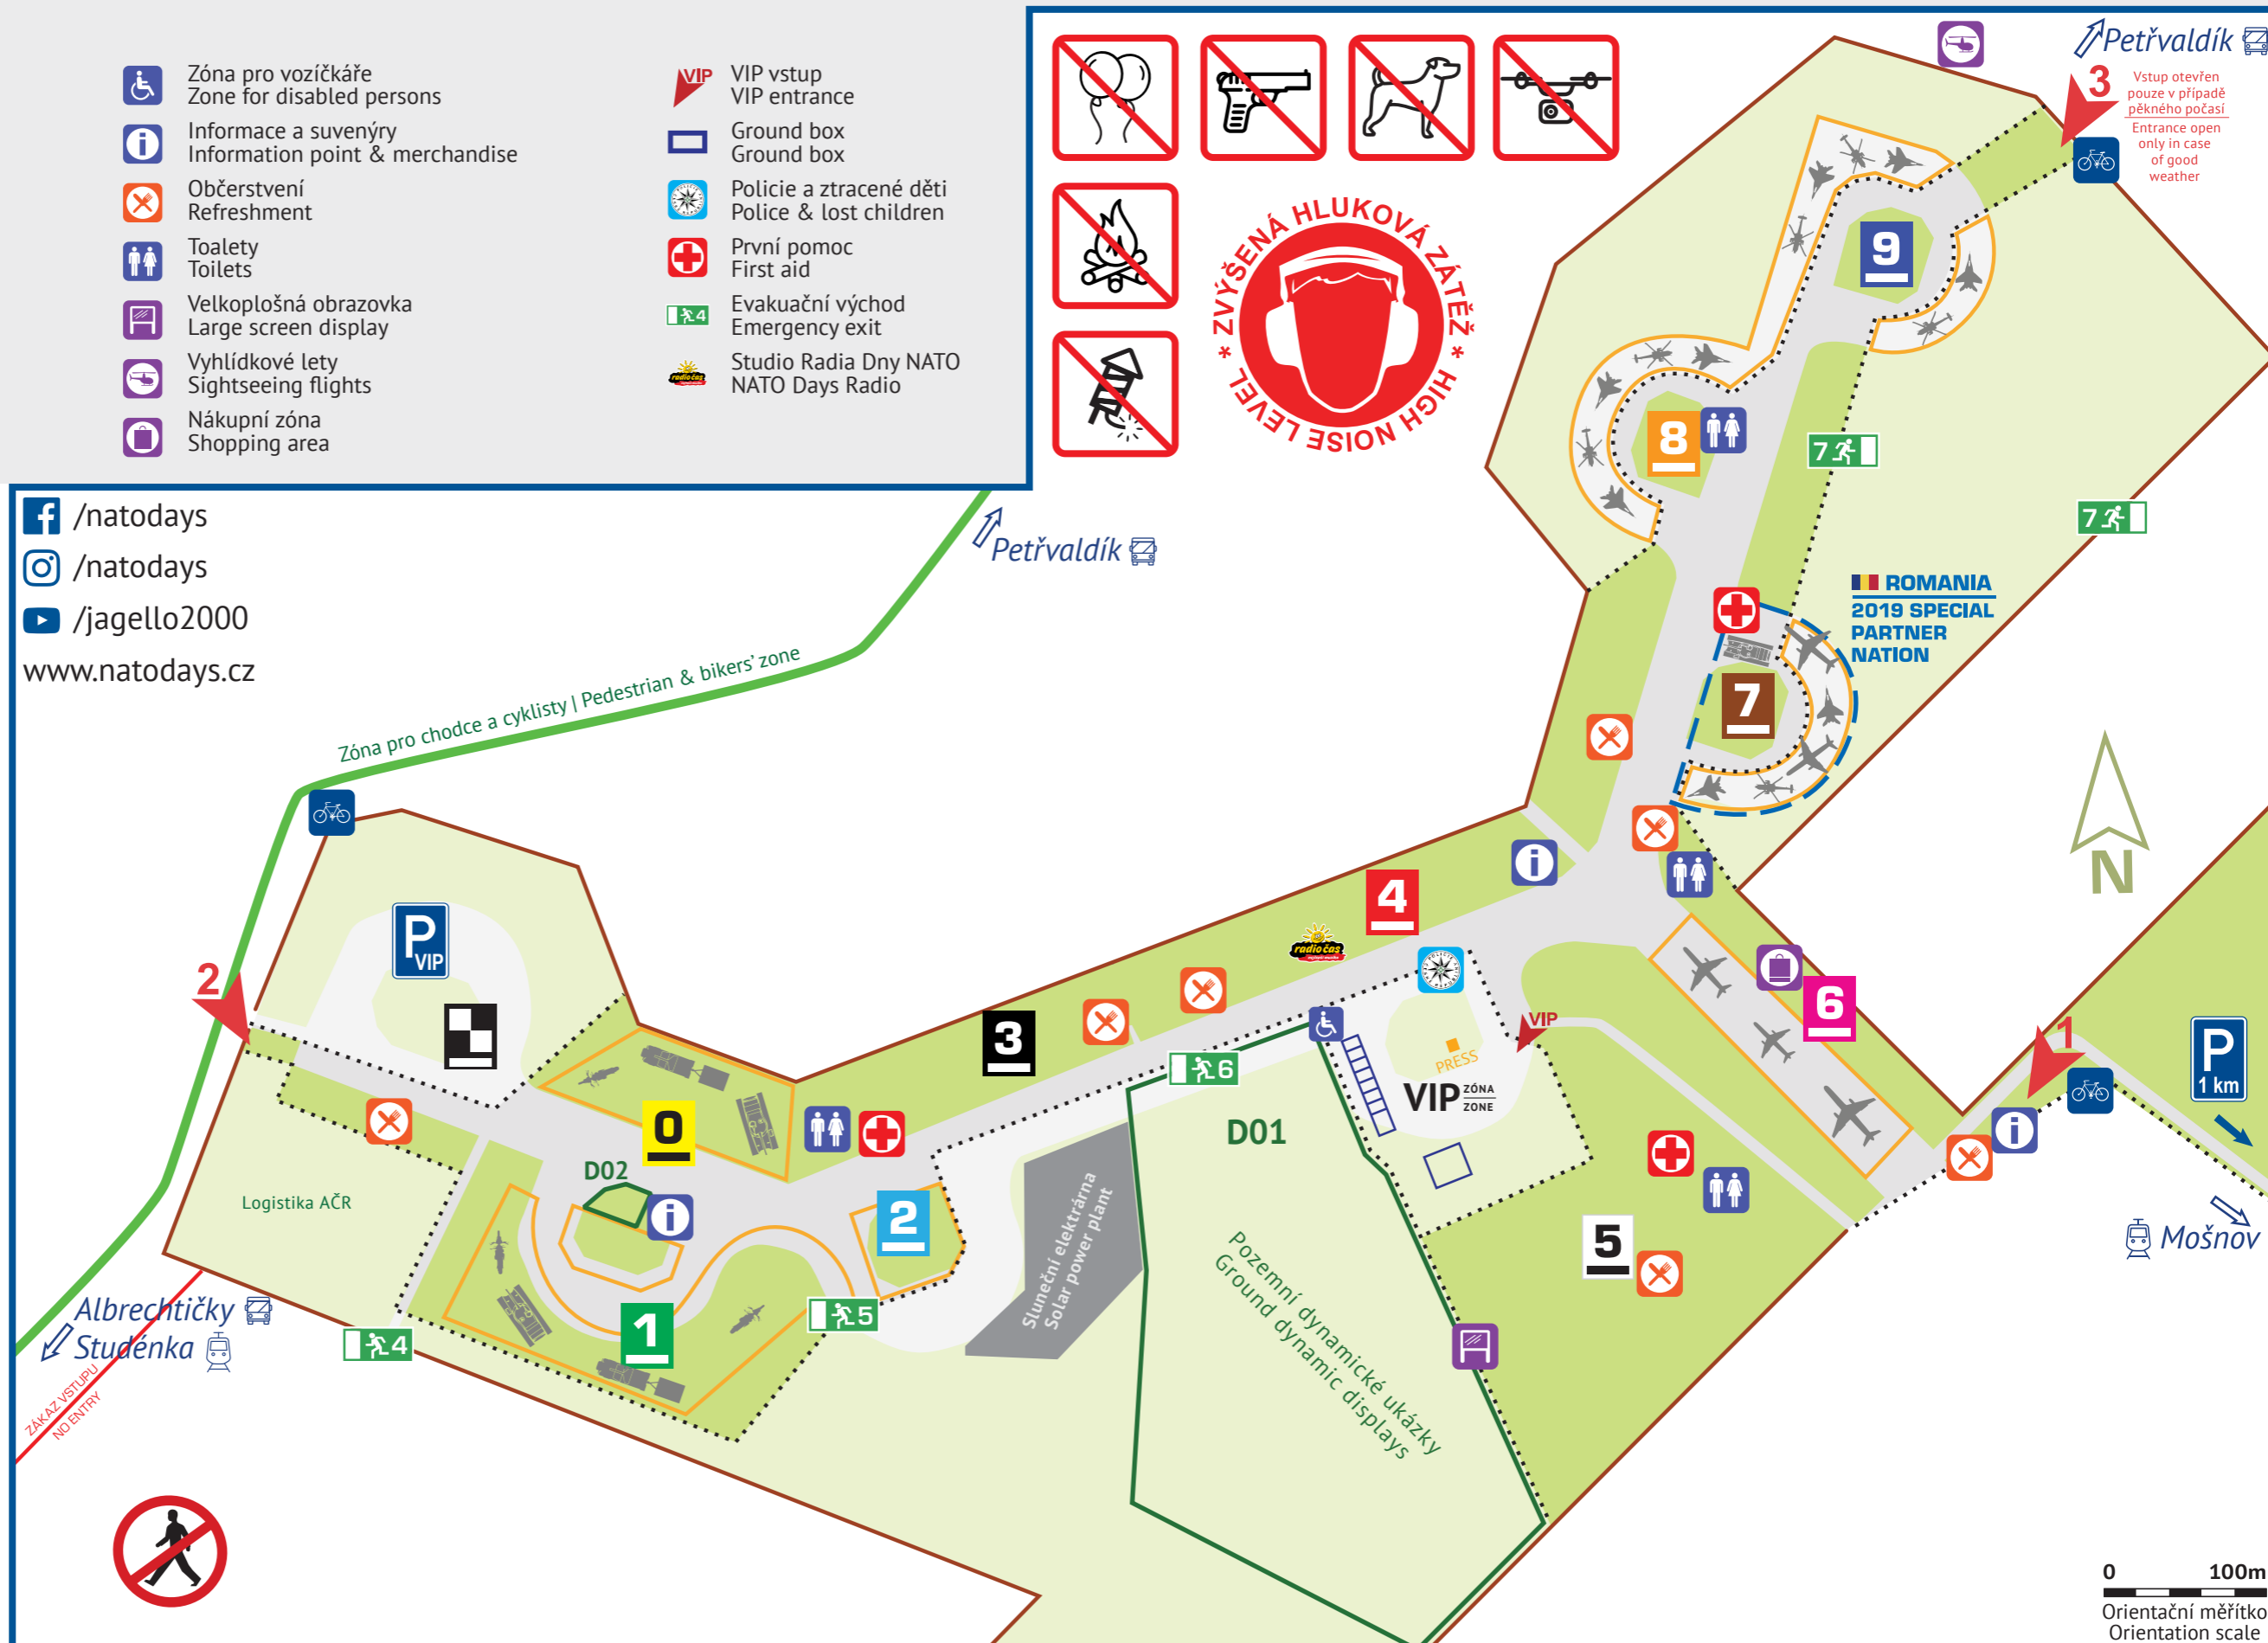 Zóna pro vozíčkáře
Zone for disabled persons
Informace a suvenýry
Information point & merchandise
Občerstvení
Refreshment
Toalety
Toilets
Velkoplošná obrazovka
Large screen display
Vyhlídkové lety
Sightseeing flights
Nákupní zóna
Shopping area
VIP
VIP vstup
VIP entrance
Ground box
Ground box
Policie a ztracené děti
Police & lost children
První pomoc
First aid
4
Evakuační východ
Emergency exit
radio čas
Studio Radia Dny NATO
NATO Days Radio
* ZVÝŠENÁ HLUKOVÁ ZÁTĚŽ *
HIGH NOISE LEVEL
Petřvaldík
3
Vstup otevřen
pouze v případě
pěkného počasí
Entrance open
only in case
of good
weather
9
8
7
7
/natodays
/natodays
/jagello2000
www.natodays.cz
Petřvaldík
Zóna pro chodce a cyklisty | Pedestrian & bikers' zone
ROMANIA
2019 SPECIAL
PARTNER
NATION
7
N
P
VIP
2
4
radio čas
3
6
VIP
PRESS
VIP ZÓNA
ZONE
6
1
P
1 km
0
D02
D01
Logistika AČR
2
Sluneční elektrárna
Solar power plant
5
Mošnov
Pozemní dynamické ukázky
Ground dynamic displays
Albrechtičky
Studénka
4
1
5
ZÁKAZ VSTUPU
NO ENTRY
0 100m
Orientační měřítko
Orientation scale